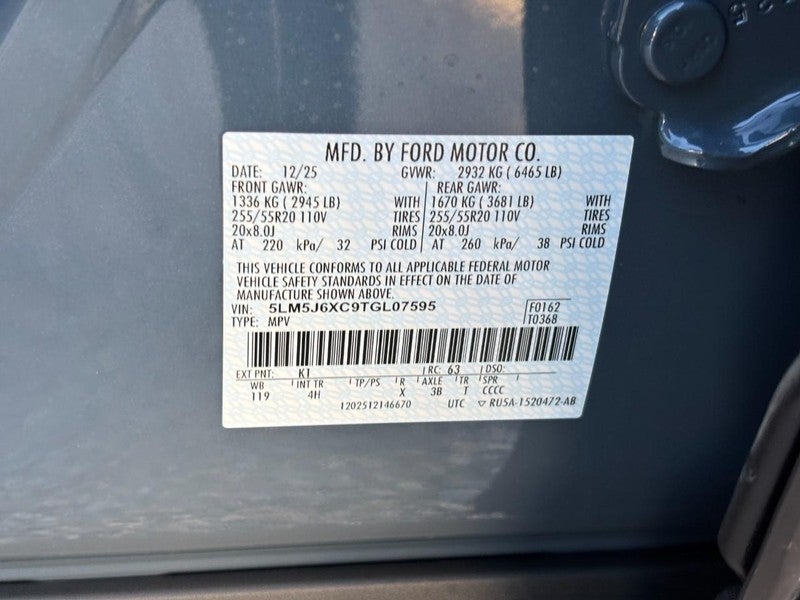 MFD. BY FORD MOTOR CO.
DATE: 12/25 GVWR: 2932 KG ( 6465 LB)
FRONT GAWR: REAR GAWR:
1336 KG ( 2945 LB) WITH 1670 KG ( 3681 LB) WITH
255/55R20 110V TIRES 255/55R20 110V TIRES
20x8.0J RIMS 20x8.0J RIMS
AT 220 kPa/ 32 PSI COLD AT 260 kPa/ 38 PSI COLD
THIS VEHICLE CONFORMS TO ALL APPLICABLE FEDERAL MOTOR
VEHICLE SAFETY STANDARDS IN EFFECT ON THE DATE OF
MANUFACTURE SHOWN ABOVE.
VIN: 5LM5J6XC9TGL07595 F0162
TYPE: MPV T0368
EXT PNT: K1 RC: 63 DSO:
WB INT TR TP/PS R AXLE TR SPR
119 4H X 3B T CCCC
1202512146670 UTC ▽ RU5A-1520472-AB